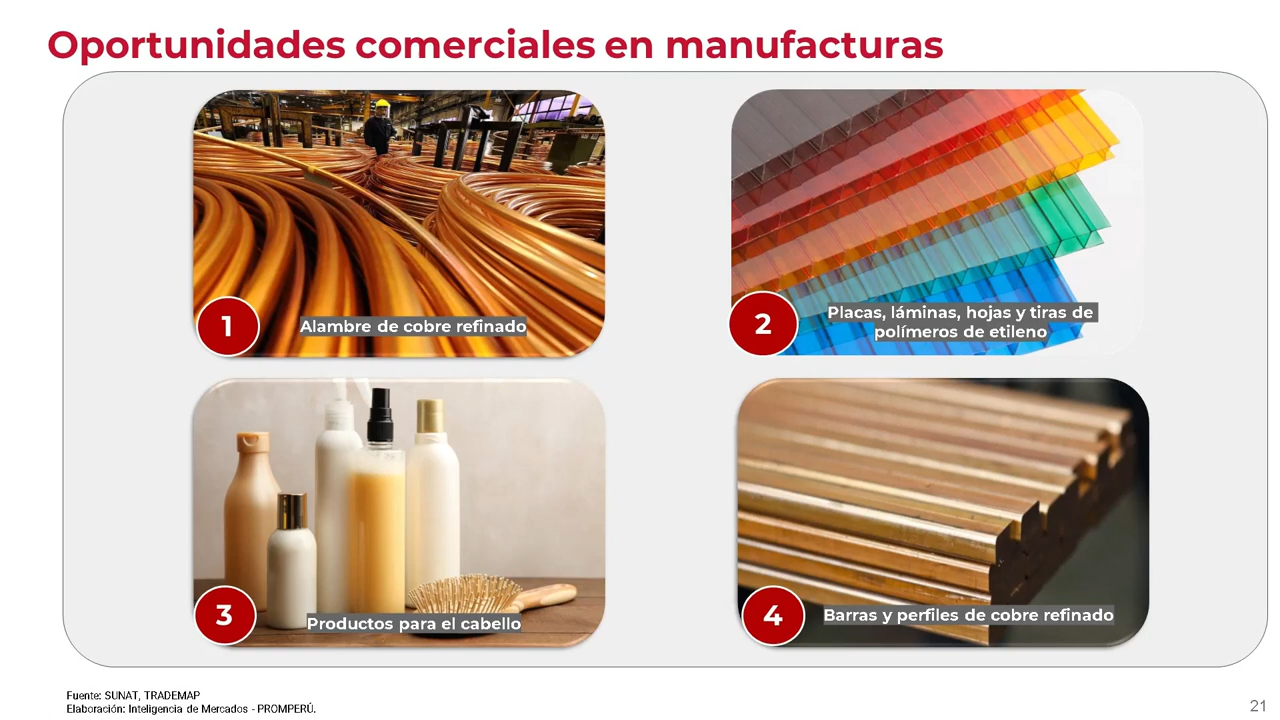 Oportunidades comerciales en manufacturas
1
Alambre de cobre refinado
2
Placas, láminas, hojas y tiras de
polímeros de etileno
3
Productos para el cabello
4
Barras y perfiles de cobre refinado
Fuente: SUNAT, TRADEMAP
Elaboración: Inteligencia de Mercados - PROMPERÚ.
21